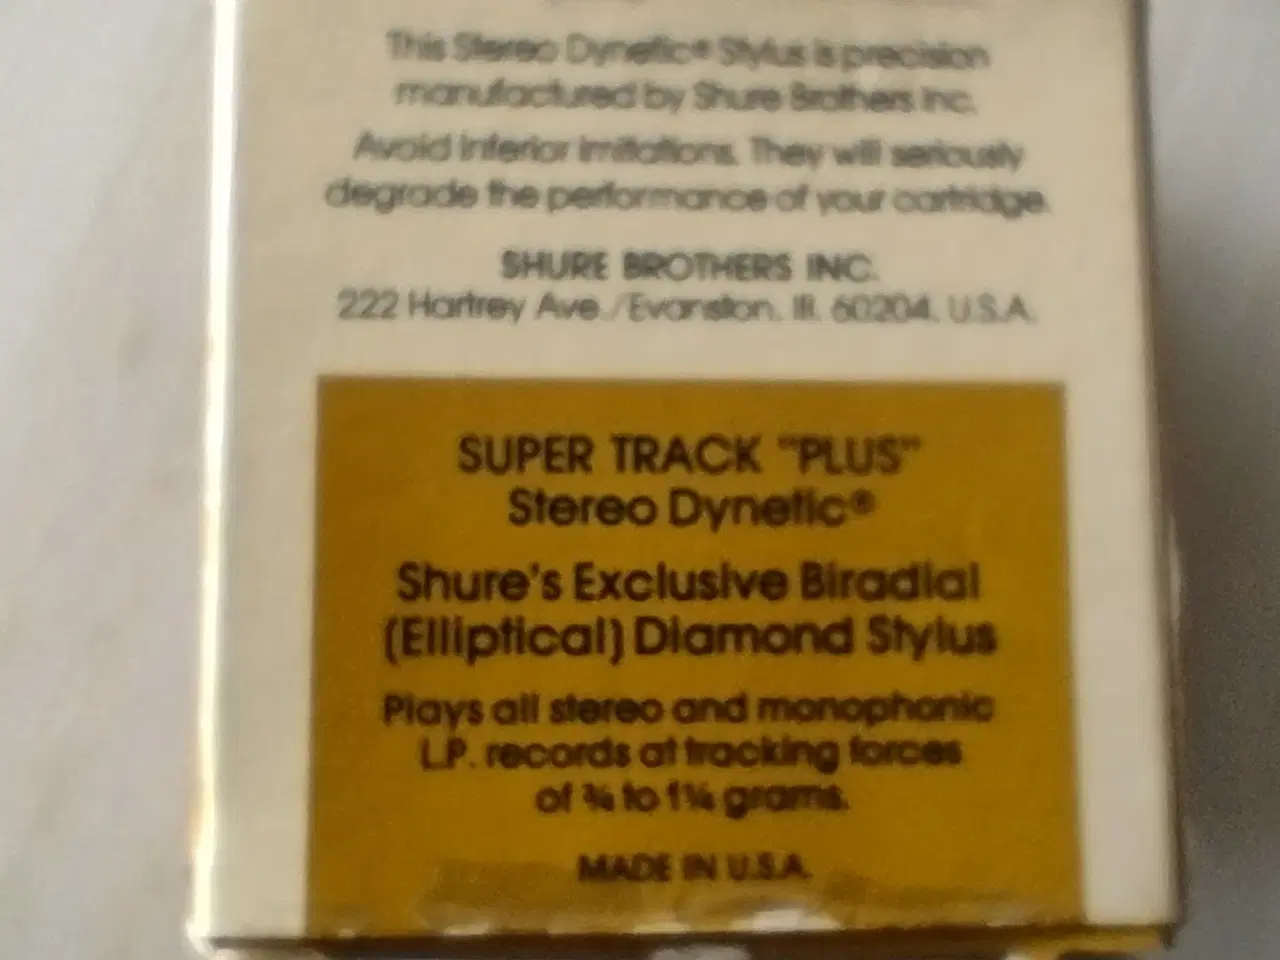 This Stereo Dynetic® Stylus is precision
manufactured by Shure Brothers Inc.
Avoid inferior imitations. They will seriously
degrade the performance of your cartridge.
SHURE BROTHERS INC.
222 Hartrey Ave./Evanston, Ill. 60204, U.S.A.
SUPER TRACK "PLUS"
Stereo Dynetic®
Shure's Exclusive Biradial
(Elliptical) Diamond Stylus
Plays all stereo and monophonic
L.P. records at tracking forces
of ¾ to 1¼ grams.
MADE IN U.S.A.